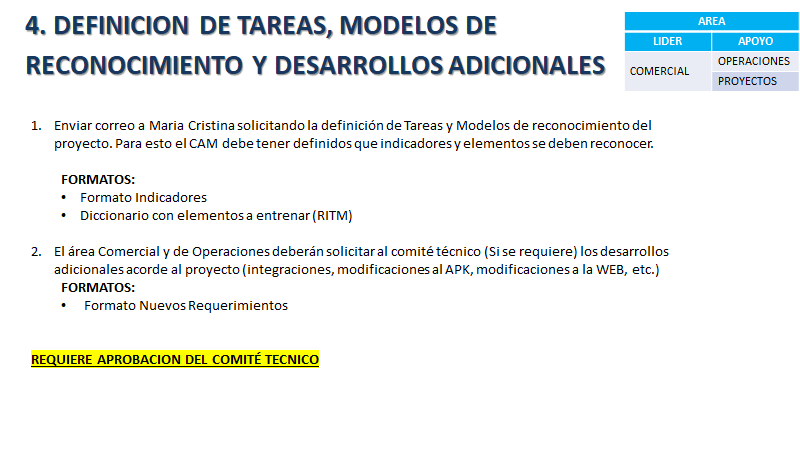 4. DEFINICION DE TAREAS, MODELOS DE
RECONOCIMIENTO Y DESARROLLOS ADICIONALES
AREA
LIDER APOYO
COMERCIAL OPERACIONES
PROYECTOS
1. Enviar correo a Maria Cristina solicitando la definición de Tareas y Modelos de reconocimiento del
proyecto. Para esto el CAM debe tener definidos que indicadores y elementos se deben reconocer.
FORMATOS:
• Formato Indicadores
• Diccionario con elementos a entrenar (RITM)
2. El área Comercial y de Operaciones deberán solicitar al comité técnico (Si se requiere) los desarrollos
adicionales acorde al proyecto (integraciones, modificaciones al APK, modificaciones a la WEB, etc.)
FORMATOS:
• Formato Nuevos Requerimientos
REQUIERE APROBACION DEL COMITÉ TECNICO